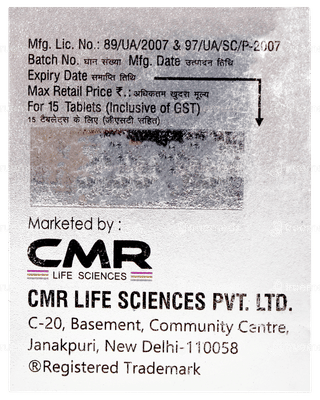 Mfg. Lic. No.: 89/UA/2007 & 97/UA/SC/P-2007
Batch No. घान संख्या Mfg. Date उत्पादन तिथि
Expiry Date समाप्ति तिथि
Max Retail Price ₹.: अधिकतम खुदरा मूल्य
For 15 Tablets (Inclusive of GST)
15 टैबलेट्स के लिए (जीएसटी सहित)
Marketed by :
CMR
LIFE SCIENCES
CMR LIFE SCIENCES PVT. LTD.
C-20, Basement, Community Centre,
Janakpuri, New Delhi-110058
®Registered Trademark